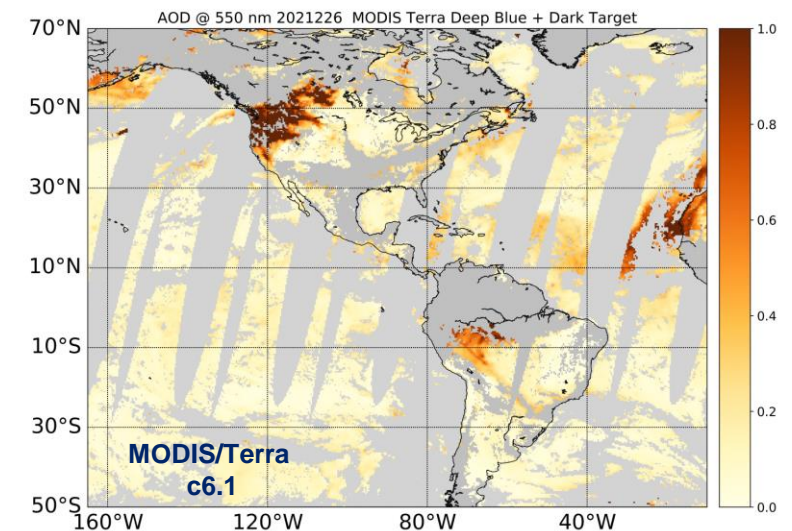 AOD @ 550 nm 2021226 MODIS Terra Deep Blue + Dark Target
70°N
50°N
30°N
10°N
10°S
30°S
50°S
160°W
120°W
80°W
40°W
MODIS/Terra
c6.1
1.0
0.8
0.6
0.4
0.2
0.0